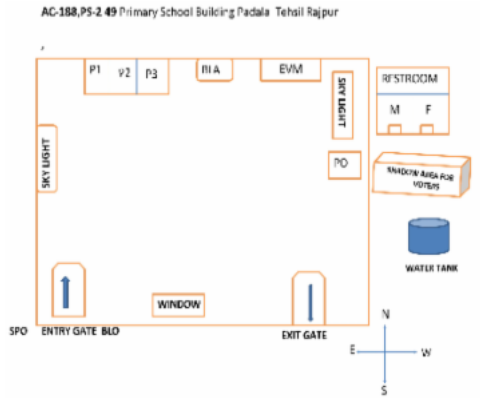 AC-188,PS-2 49 Primary School Building Padala Tehsil Rajpur
P1 P2 P3
BLA
EVM
SKY LIGHT
RESTROOM
M F
PO
SHADOW AREA FOR
VOTERS
SKY LIGHT
WATER TANK
WINDOW
SPO ENTRY GATE BLO
EXIT GATE
N
E W
S